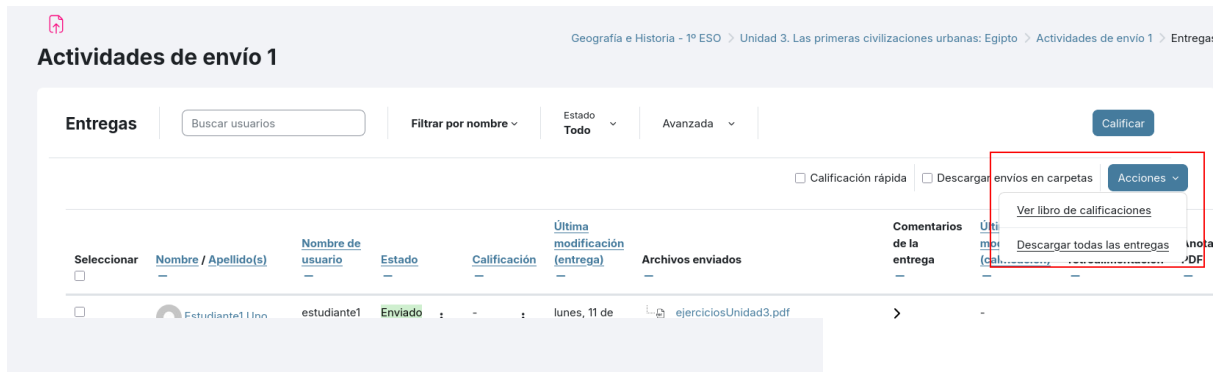 Geografía e Historia - 1º ESO > Unidad 3. Las primeras civilizaciones urbanas: Egipto > Actividades de envío 1 > Entregas
Actividades de envío 1
Entregas
Buscar usuarios
Filtrar por nombre
Estado
Todo
Avanzada
Calificar
Calificación rápida
Descargar envíos en carpetas
Acciones
Ver libro de calificaciones
Descargar todas las entregas
Seleccionar
Nombre / Apellido(s)
Nombre de
usuario
Estado
Calificación
Última
modificación
(entrega)
Archivos enviados
Comentarios
de la
entrega
PDF
Estudiante1 Uno
estudiante1
Enviado
-
lunes, 11 de
ejerciciosUnidad3.pdf
-